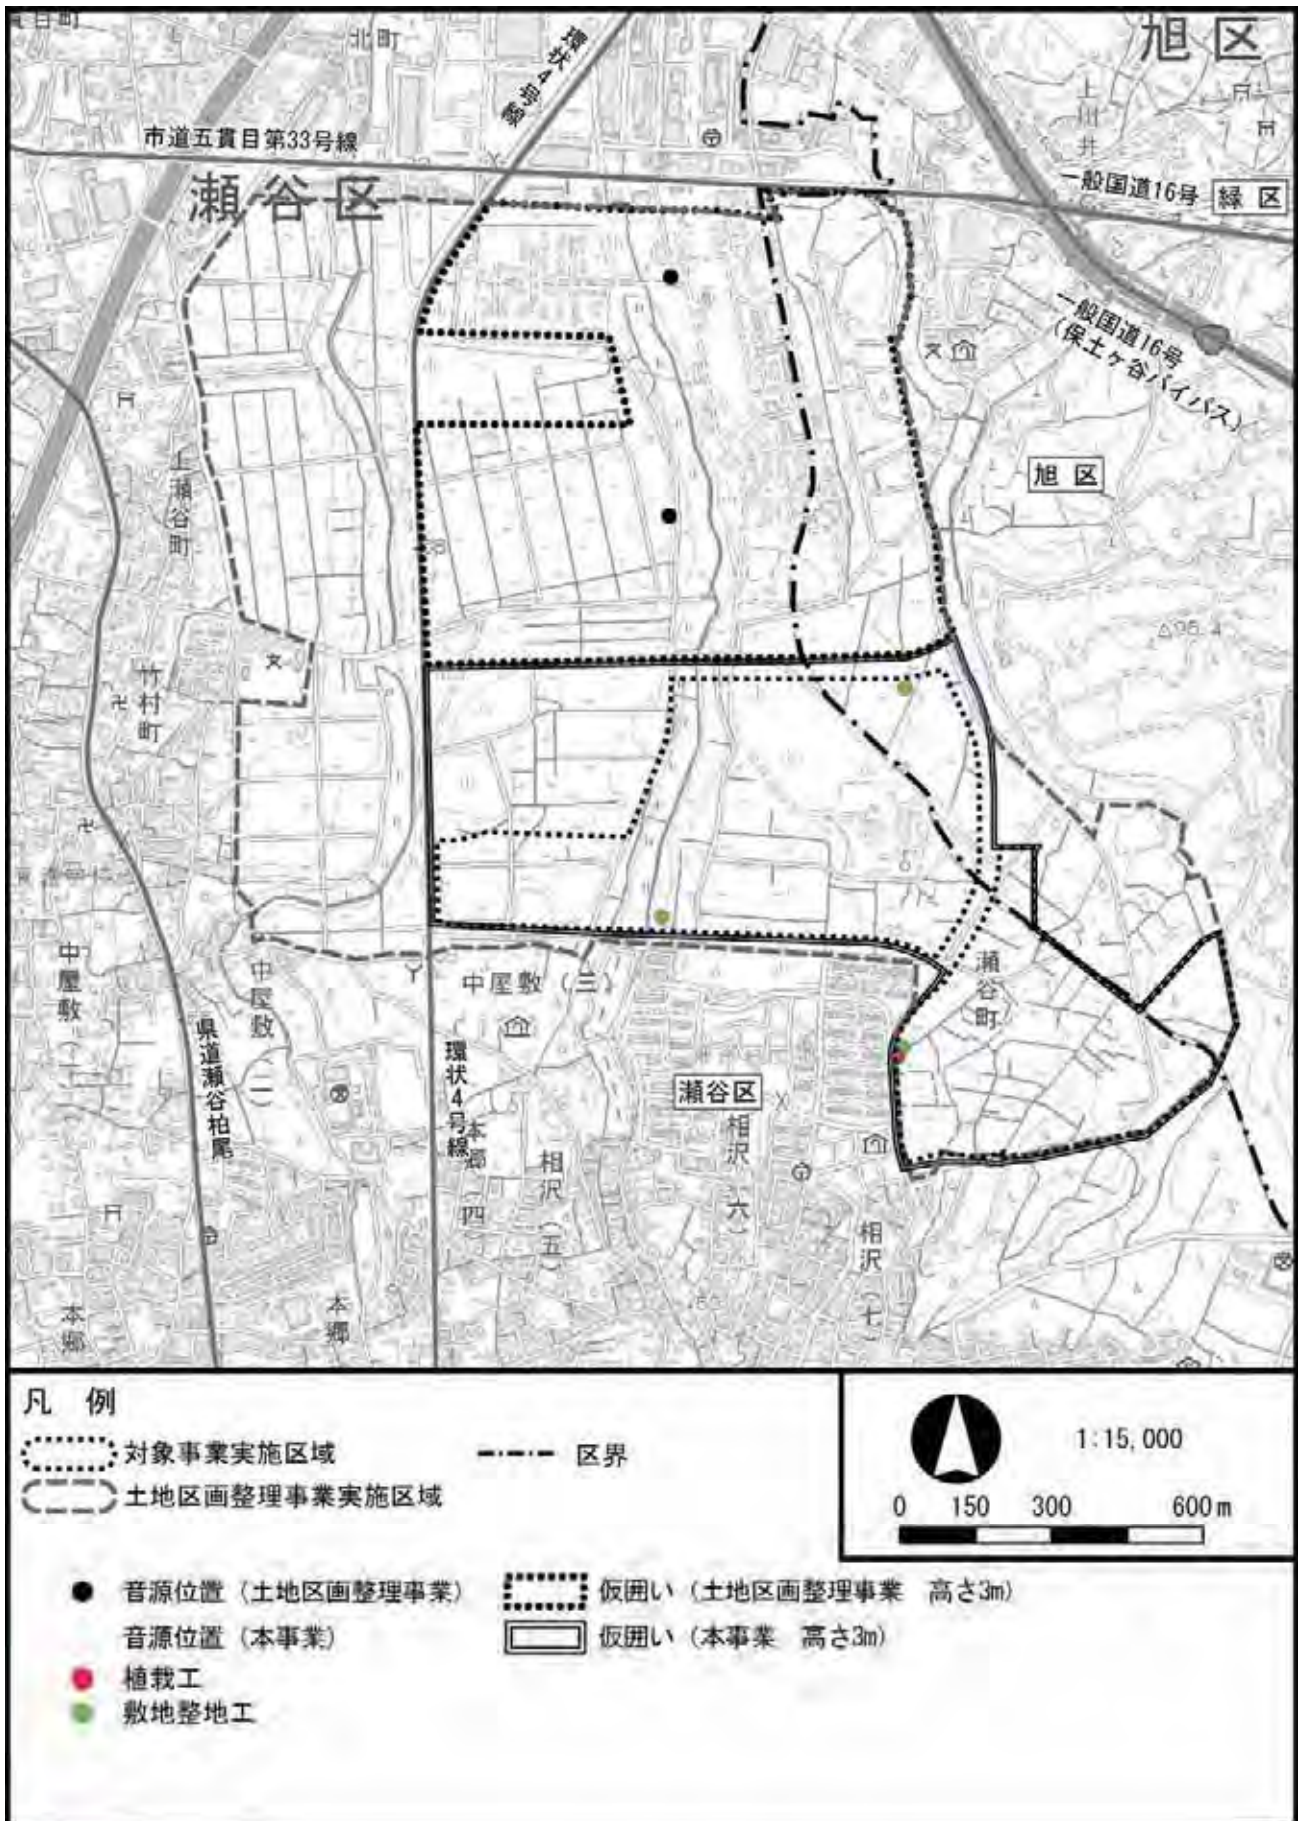 北町
環状4号線
旭区
上川井
市道五貫目第33号線
瀬谷区
一般国道16号
緑区
一般国道16号
(保土ヶ谷バイパス)
旭区
上瀬谷町
竹村町
中屋敷(三)
瀬谷町
中屋敷(二)
県道瀬谷柏尾
環状4号線
瀬谷区
本郷(四)
相沢(五)
相沢(六)
相沢(七)
本郷
本郷
凡 例
対象事業実施区域
区界
土地区画整理事業実施区域
1:15,000
0 150 300 600m
音源位置(土地区画整理事業)
仮囲い(土地区画整理事業 高さ3m)
音源位置(本事業)
仮囲い(本事業 高さ3m)
植栽工
敷地整地工